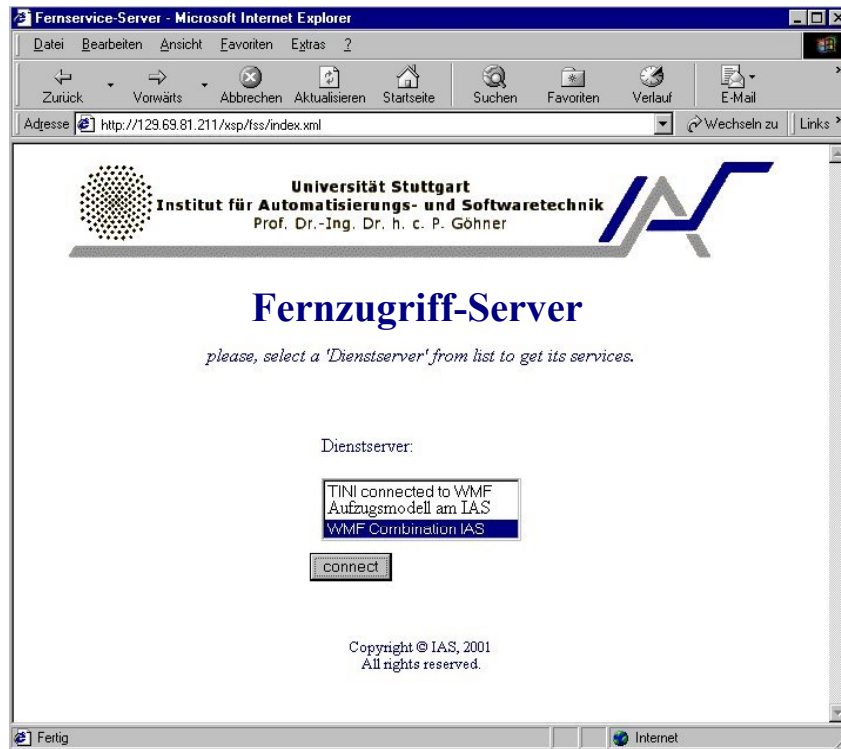 Fernservice-Server - Microsoft Internet Explorer
Datei Bearbeiten Ansicht Favoriten Extras ?
Zurück Vorwärts Abbrechen Aktualisieren Startseite Suchen Favoriten Verlauf E-Mail
Adresse http://129.69.81.211/xsp/fss/index.xml Wechseln zu Links
Universität Stuttgart
Institut für Automatisierungs- und Softwaretechnik
Prof. Dr.-Ing. Dr. h. c. P. Göhner
IAS
Fernzugriff-Server
please, select a 'Dienstserver' from list to get its services.
Dienstserver:
TINI connected to WMF
Aufzugsmodell am IAS
WMF Combination IAS
connect
Copyright © IAS, 2001
All rights reserved.
Fertig Internet